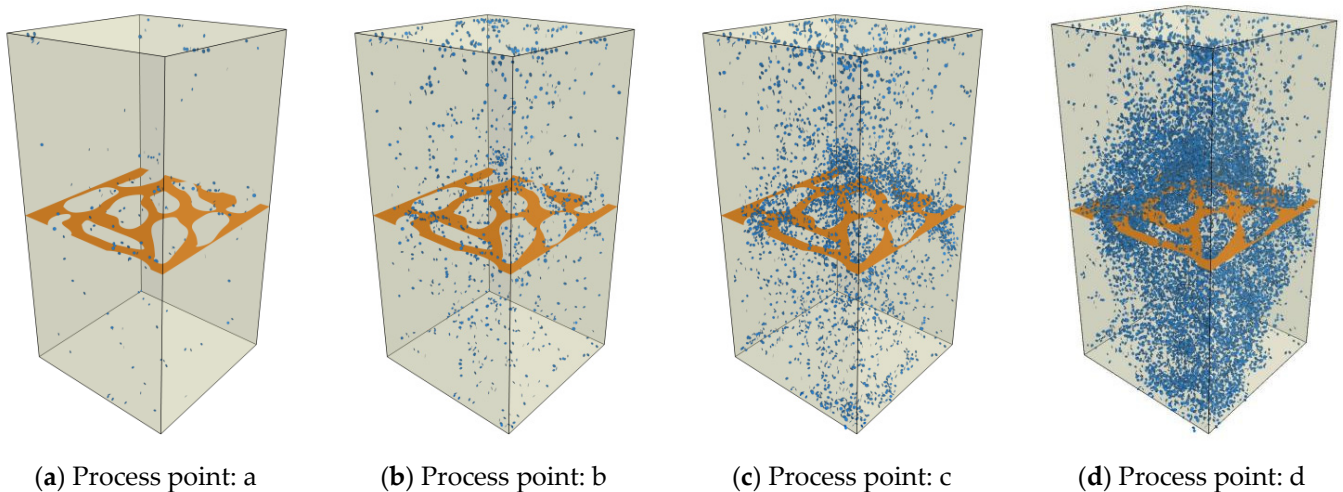 (a) Process point: a
(b) Process point: b
(c) Process point: c
(d) Process point: d